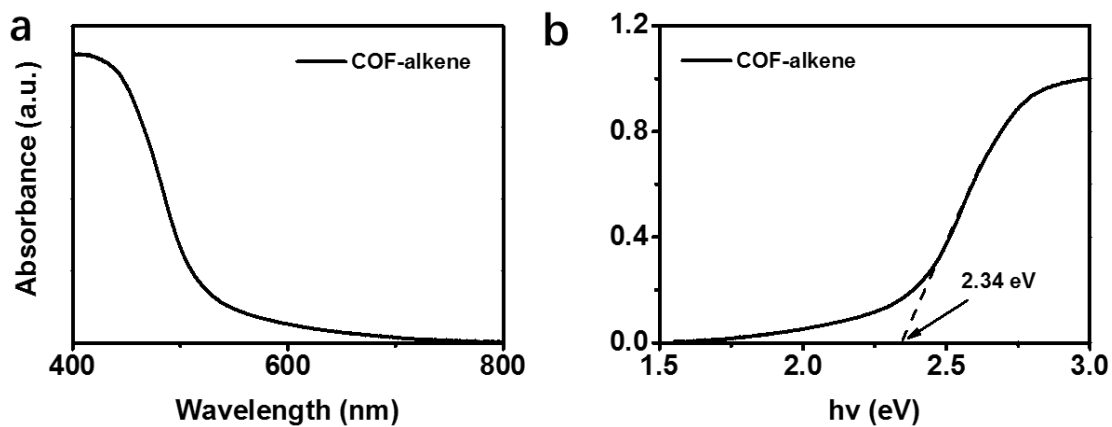 a
COF-alkene
Absorbance (a.u.)
400
600
800
Wavelength (nm)
b
1.2
0.8
0.4
0.0
COF-alkene
2.34 eV
1.5
2.0
2.5
3.0
hv (eV)